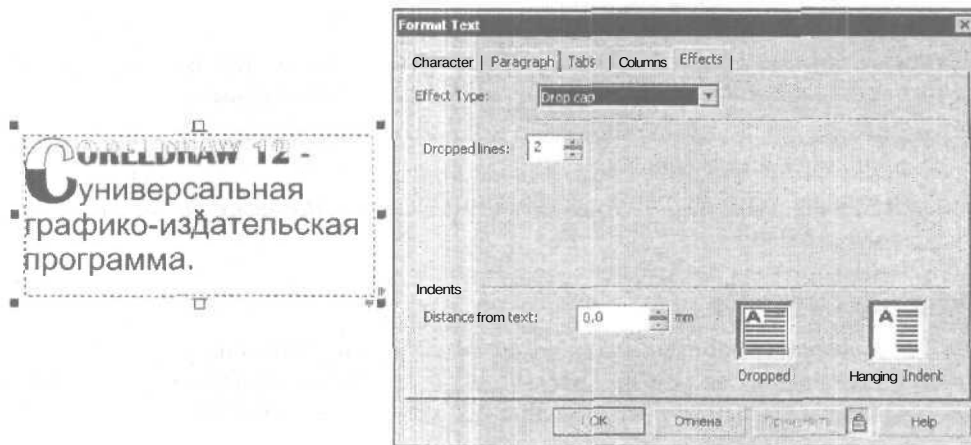 CORELDRAW 12 -
универсальная
графико-издательская
программа.
Format Text
Character | Paragraph | Tabs | Columns Effects |
Effect Type: Drop cap
Dropped lines: 2
Indents
Distance from text: 0,0 mm
A A
Dropped Hanging Indent
OK Отмена Применить Help